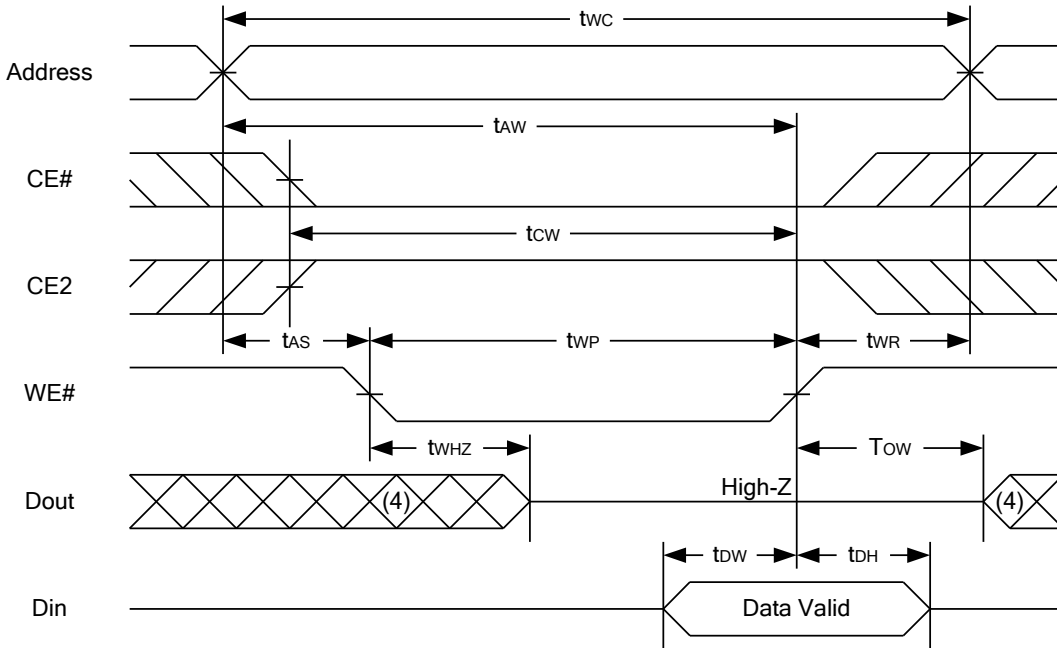 tWC
Address
tAW
CE#
tCW
CE2
tAS tWP tWR
WE#
tWHZ TOW
Dout (4) High-Z (4)
tDW tDH
Din Data Valid